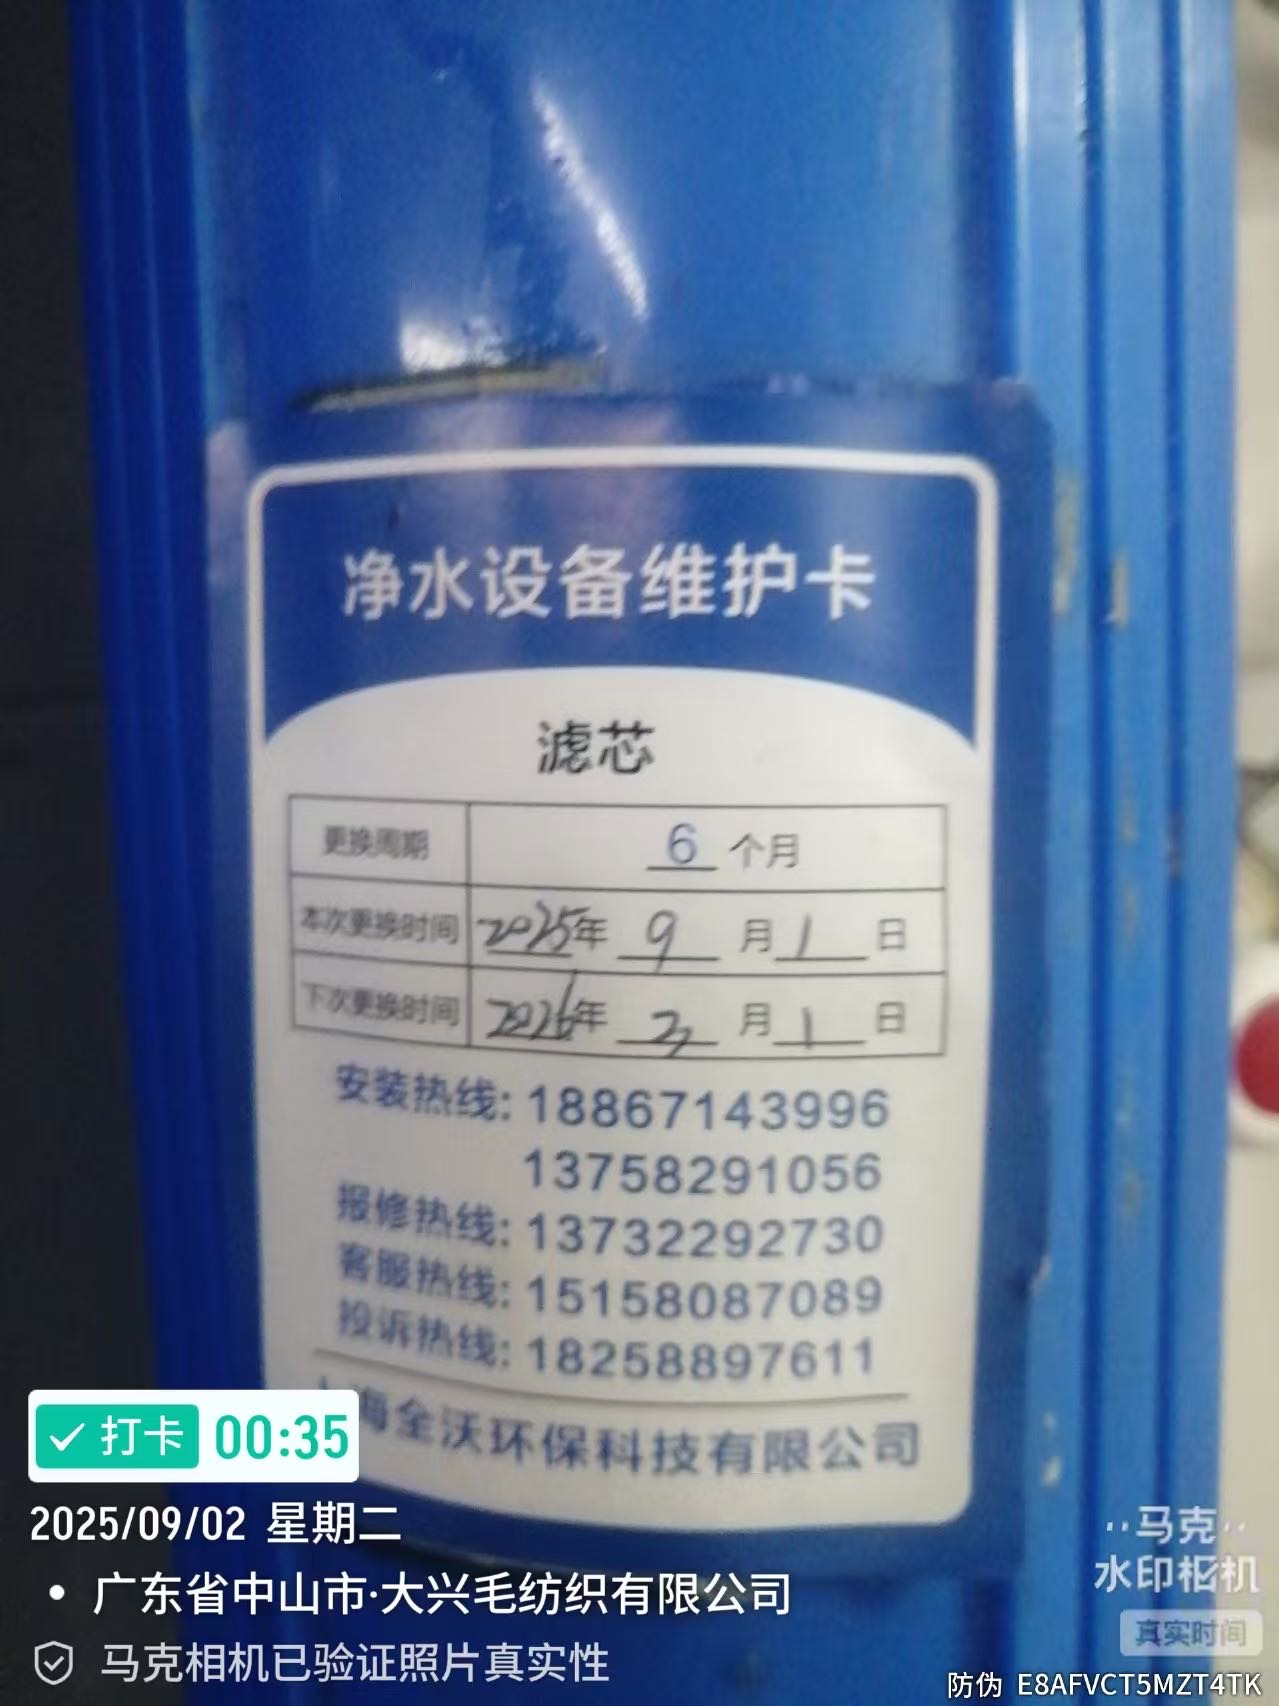 净水设备维护卡
滤芯
更换周期 6 个月
本次更换时间 2025年 9 月 1 日
下次更换时间 2026年 3 月 1 日
安装热线: 18867143996
13758291056
报修热线: 13732292730
客服热线: 15158087089
投诉热线: 18258897611
海全沃环保科技有限公司
打卡 00:35
2025/09/02 星期二
广东省中山市·大兴毛纺织有限公司
马克相机已验证照片真实性
马克
水印相机
真实时间
防伪 E8AFVCT5MZT4TK